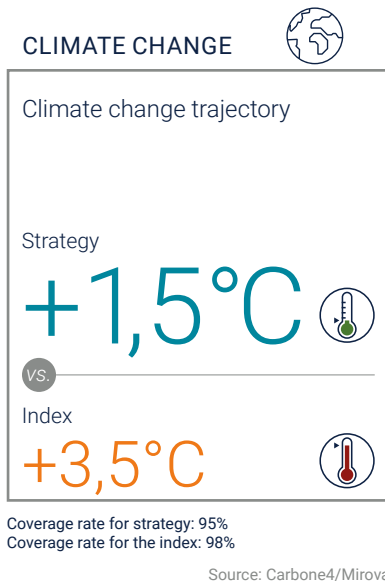 CLIMATE CHANGE
Climate change trajectory
Strategy
+1,5°C
vs.
Index
+3,5°C
Coverage rate for strategy: 95%
Coverage rate for the index: 98%
Source: Carbone4/Mirova